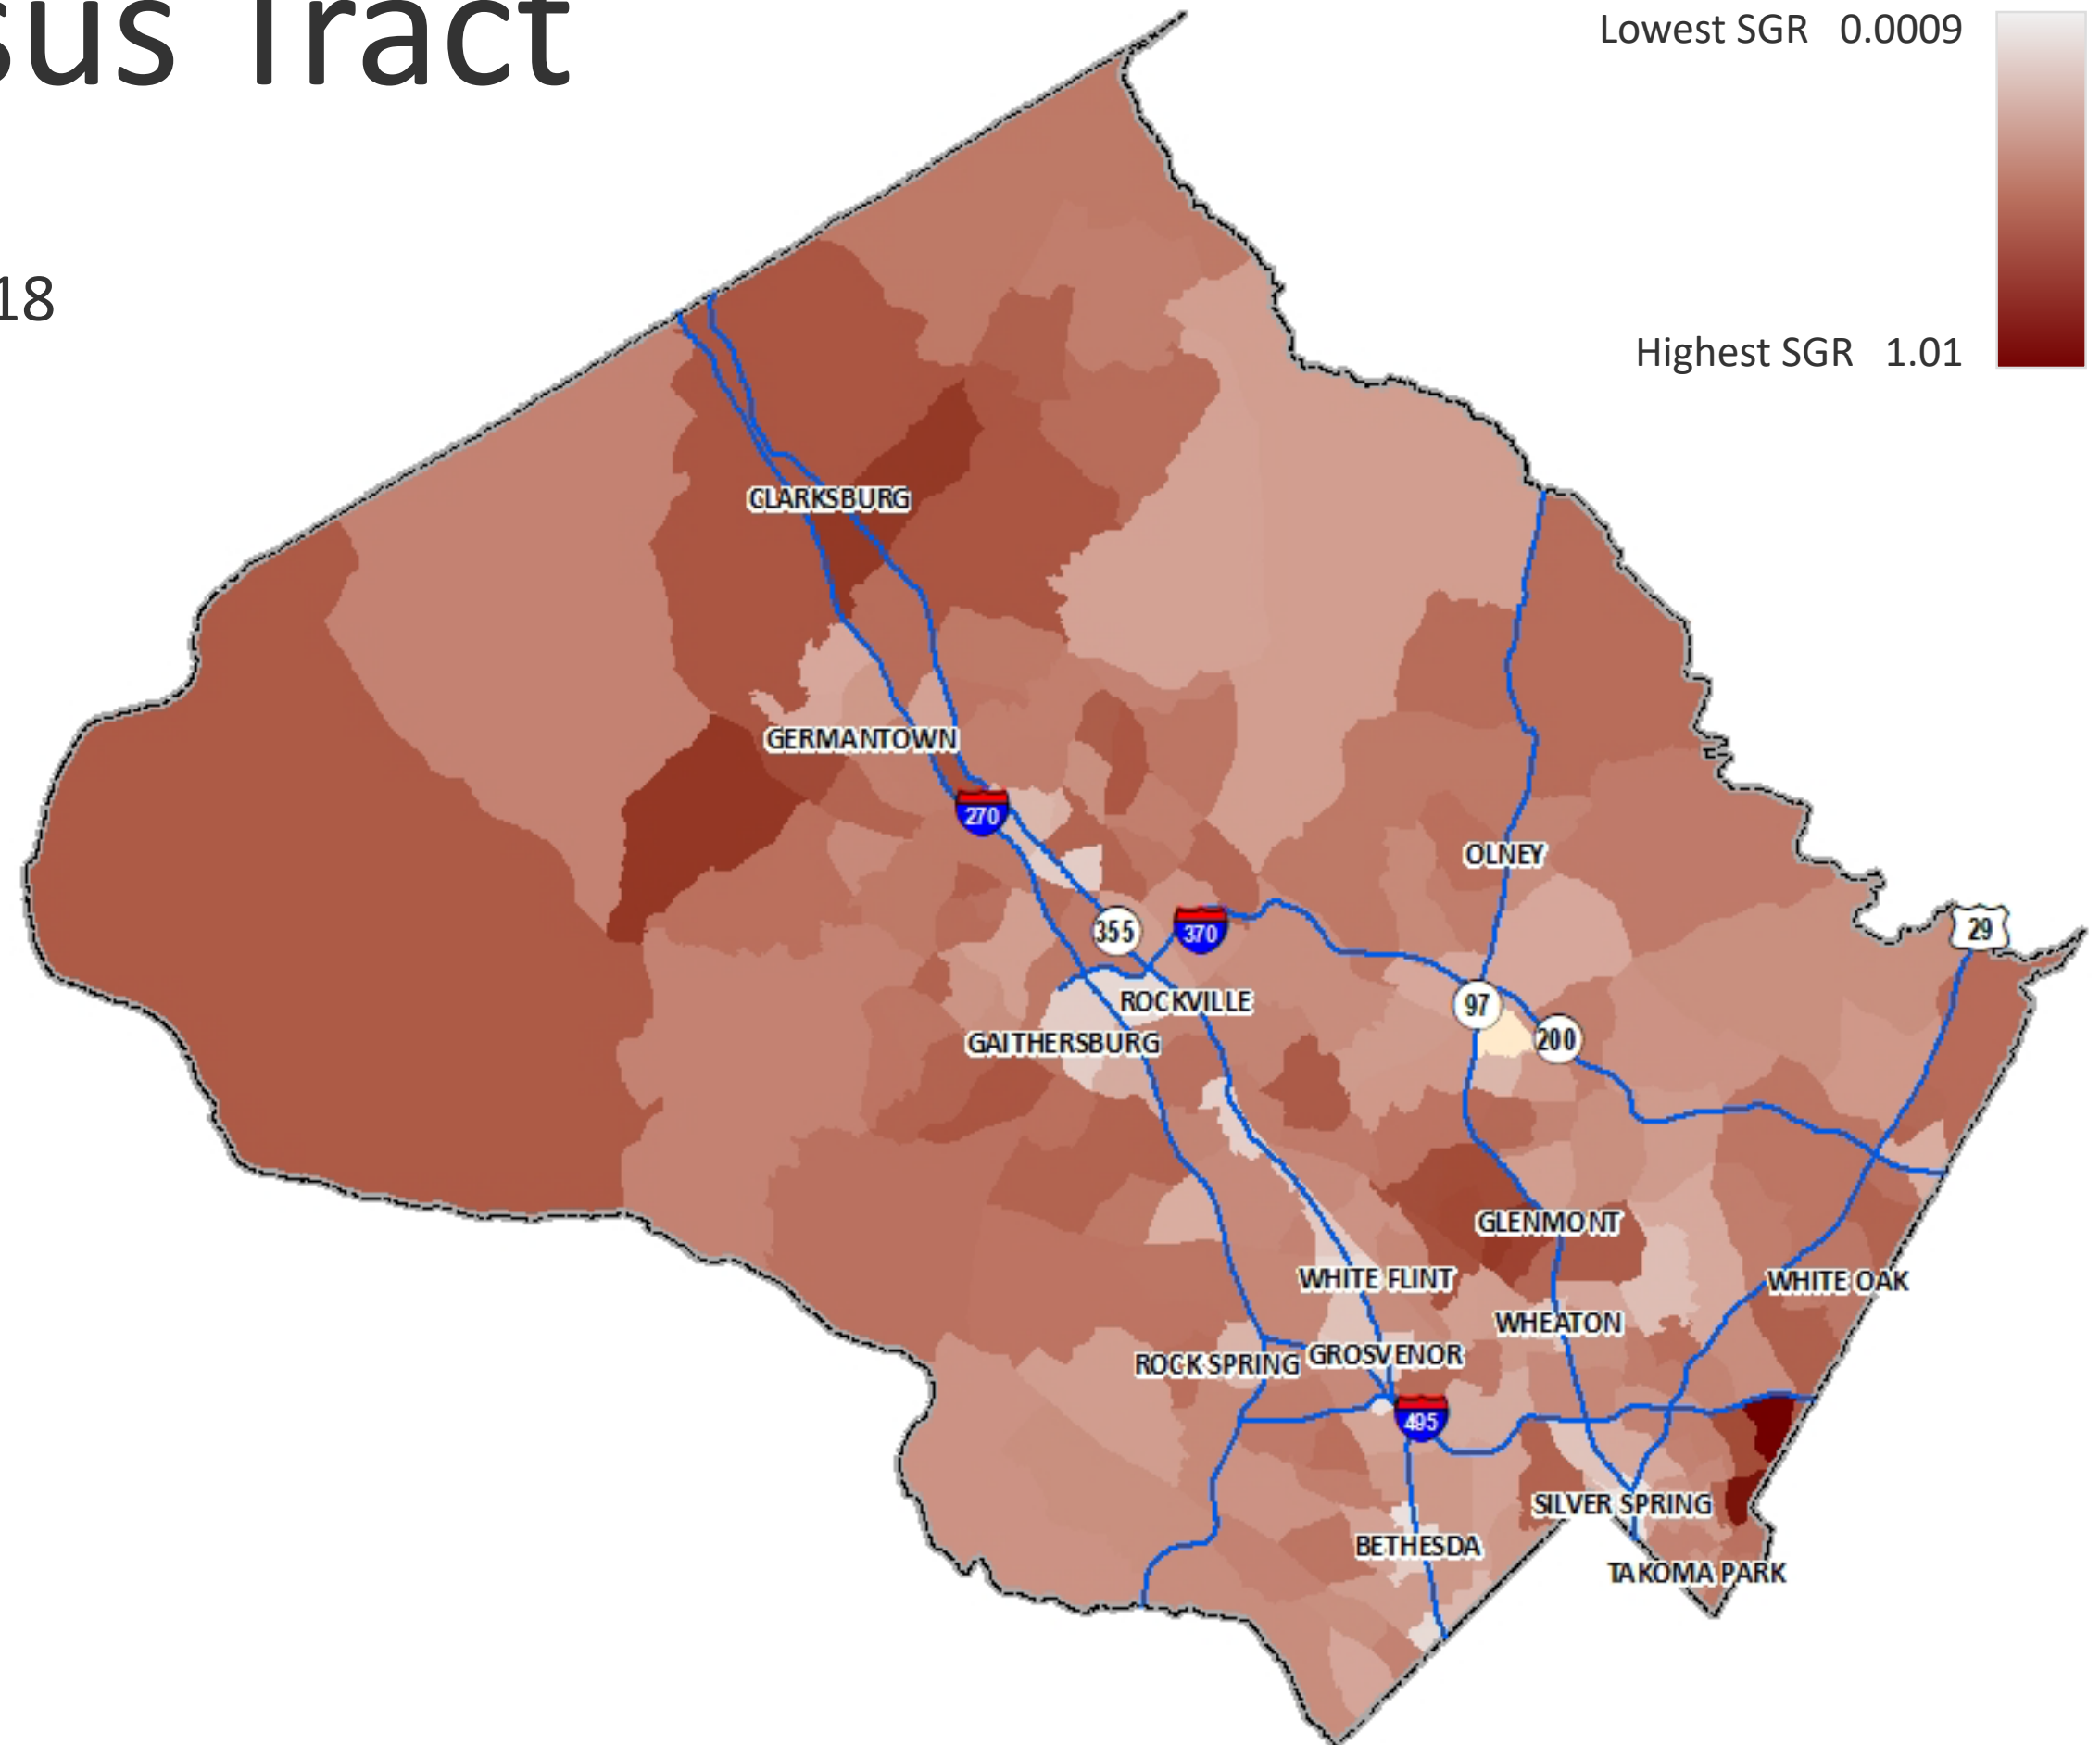 sus Tract
18
Lowest SGR 0.0009
Highest SGR 1.01
CLARKSBURG
GERMANTOWN
270
OLNEY
355
370
29
ROCKVILLE
97
GAITHERSBURG
200
GLENMONT
WHITE FLINT
WHITE OAK
WHEATON
ROCK SPRING
GROSVENOR
495
SILVER SPRING
BETHESDA
TAKOMA PARK